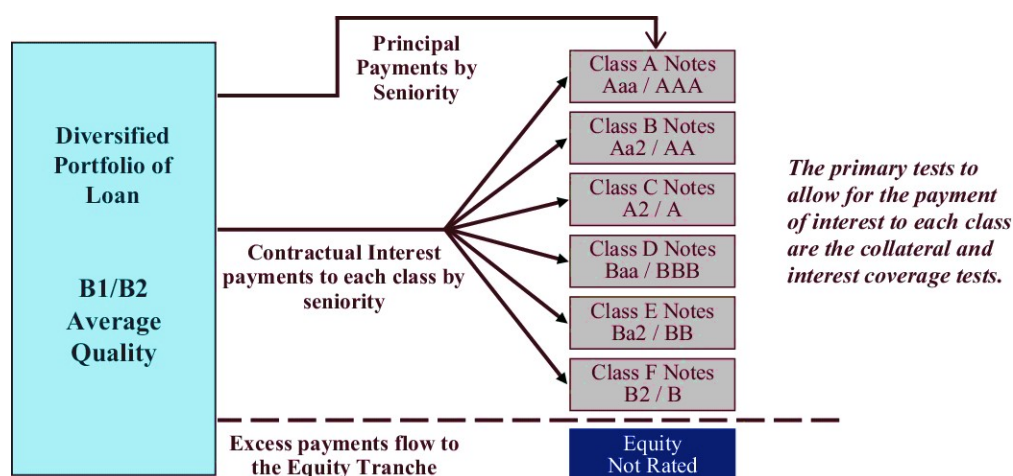 Diversified
Portfolio of
Loan
B1/B2
Average
Quality
Principal
Payments by
Seniority
Contractual Interest
payments to each class by
seniority
Excess payments flow to
the Equity Tranche
Class A Notes
Aaa / AAA
Class B Notes
Aa2 / AA
Class C Notes
A2 / A
Class D Notes
Baa / BBB
Class E Notes
Ba2 / BB
Class F Notes
B2 / B
Equity
Not Rated
The primary tests to
allow for the payment
of interest to each class
are the collateral and
interest coverage tests.